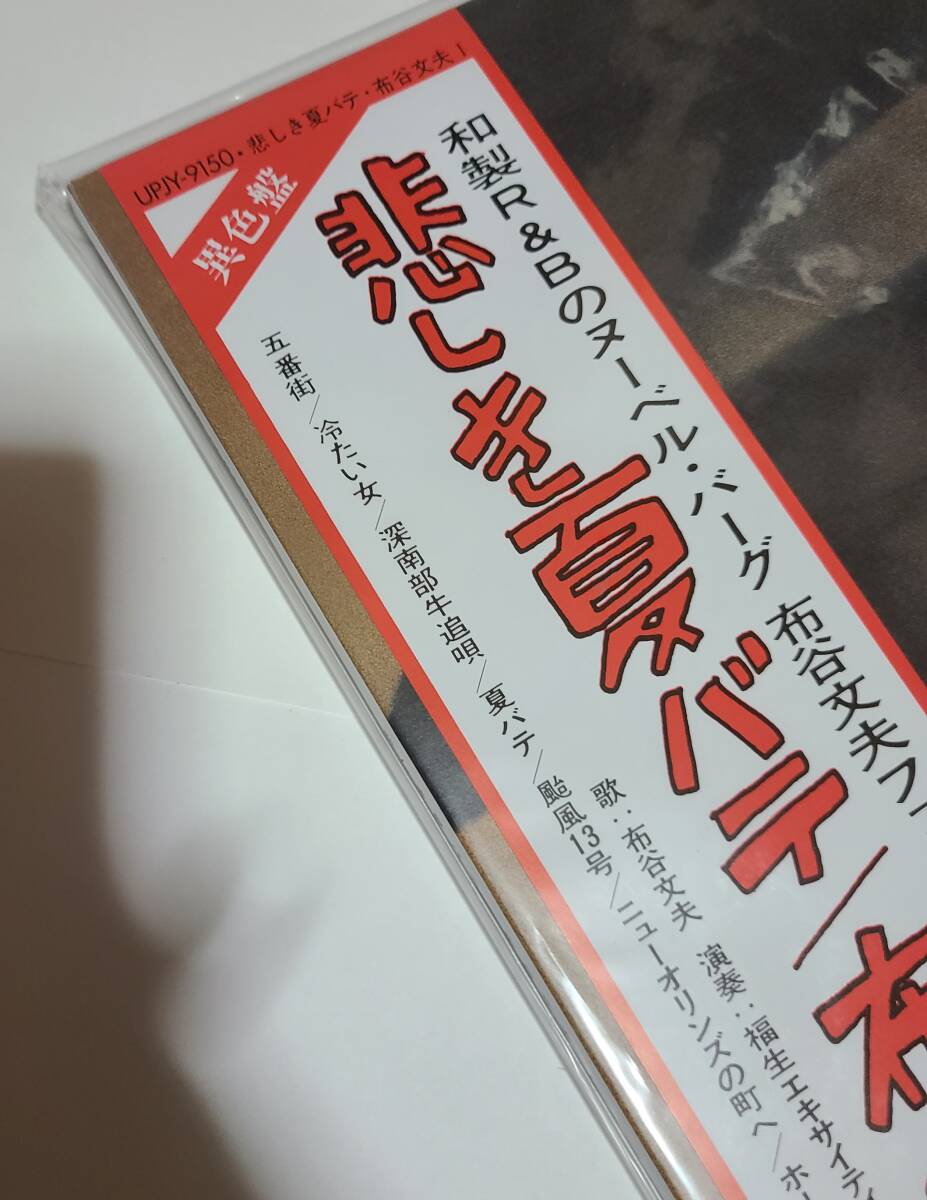 UPJY-9150・悲しき夏バテ・布谷文夫Ⅰ
異色盤
和製R&Bのヌーベル・バーグ 布谷文夫
悲しき夏バテ/布
歌:布谷文夫 演奏:福生エキサイテ
五番街/冷たい女/深南部牛追唄/夏バテ/颱風13号/ニューオリンズの町へ/ホー